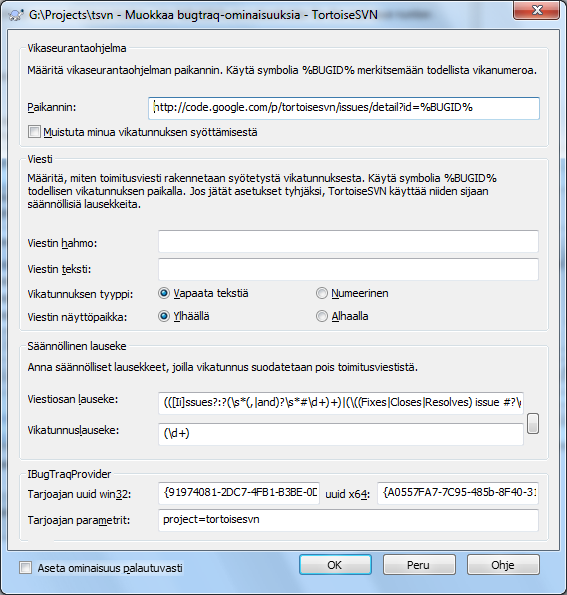 G:\Projects\tsvn - Muokkaa bugtraq-ominaisuuksia - TortoiseSVN
Vikaseurantaohjelma
Määritä vikaseurantaohjelman paikannin. Käytä symbolia %BUGID% merkitsemään todellista vikanumeroa.
Paikannin: http://code.google.com/p/tortoisesvn/issues/detail?id=%BUGID%
Muistuta minua vikatunnuksen syöttämisestä
Viesti
Määritä, miten toimitusviesti rakennetaan syötetystä vikatunnuksesta. Käytä symbolia %BUGID%
todellisen vikatunnuksen paikalla. Jos jätät asetukset tyhjäksi, TortoiseSVN käyttää niiden sijaan
säännöllisiä lausekkeita.
Viestin hahmo:
Viestin teksti:
Vikatunnuksen tyyppi: Vapaata tekstiä Numeerinen
Viestin näyttöpaikka: Ylhäällä Alhaalla
Säännöllinen lauseke
Anna säännölliset lausekkeet, joilla vikatunnus suodatetaan pois toimitusviestistä.
Viestiosan lauseke: (([Ii]ssues?:?(\s*(,|and)?\s*#\d+)+)|(\((Fixes|Closes|Resolves) issue #?\
Vikatunnuslauseke: (\d+)
IBugTraqProvider
Tarjoajan uuid win32: {91974081-2DC7-4FB1-B3BE-0D uuid x64: {A0557FA7-7C95-485b-8F40-31
Tarjoajan parametrit: project=tortoisesvn
Aseta ominaisuus palautuvasti OK Peru Ohje